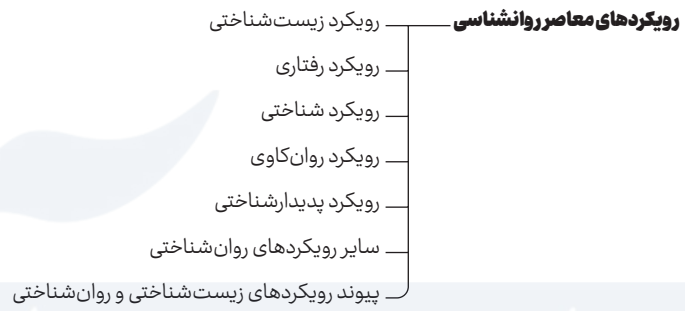 رویکردهای معاصر روانشناسی
رویکرد زیست‌شناختی
رویکرد رفتاری
رویکرد شناختی
رویکرد روان‌کاوی
رویکرد پدیدارشناختی
سایر رویکردهای روان‌شناختی
پیوند رویکردهای زیست‌شناختی و روان‌شناختی